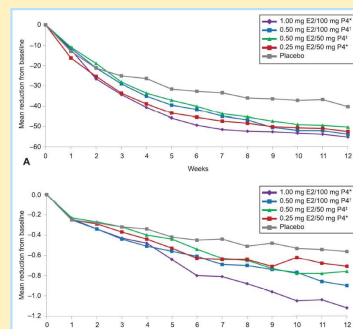 1.00 mg E2/100 mg P4*
0.50 mg E2/100 mg P4†
0.50 mg E2/50 mg P4†
0.25 mg E2/50 mg P4*
Placebo
Mean reduction from baseline
0
−10
−20
−30
−40
−50
−60
0 1 2 3 4 5 6 7 8 9 10 11 12
A
Weeks
1.00 mg E2/100 mg P4*
0.50 mg E2/100 mg P4†
0.50 mg E2/50 mg P4†
0.25 mg E2/50 mg P4*
Placebo
Mean reduction from baseline
0.0
−0.2
−0.4
−0.6
−0.8
−1.0
−1.2
0 1 2 3 4 5 6 7 8 9 10 11 12